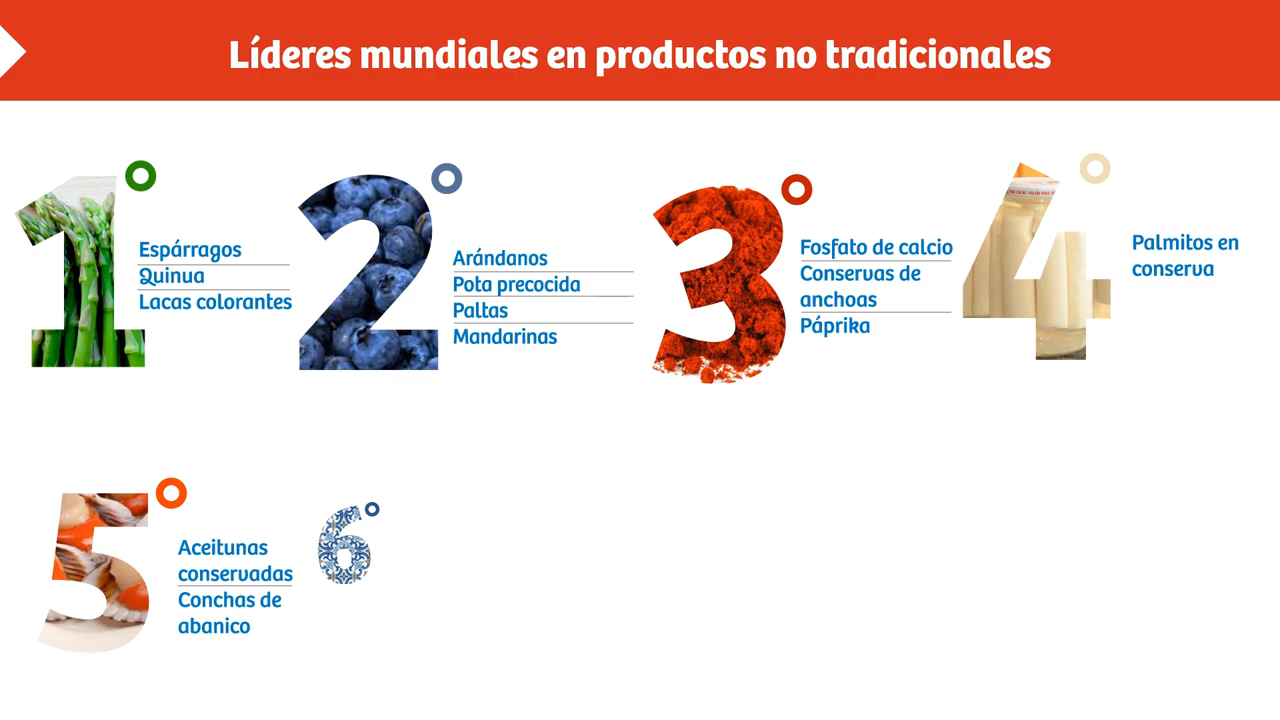 Líderes mundiales en productos no tradicionales
1°
Espárragos
Quinua
Lacas colorantes
2°
Arándanos
Pota precocida
Paltas
Mandarinas
3°
Fosfato de calcio
Conservas de
anchoas
Páprika
4°
Palmitos en
conserva
5°
Aceitunas
conservadas
Conchas de
abanico
6°